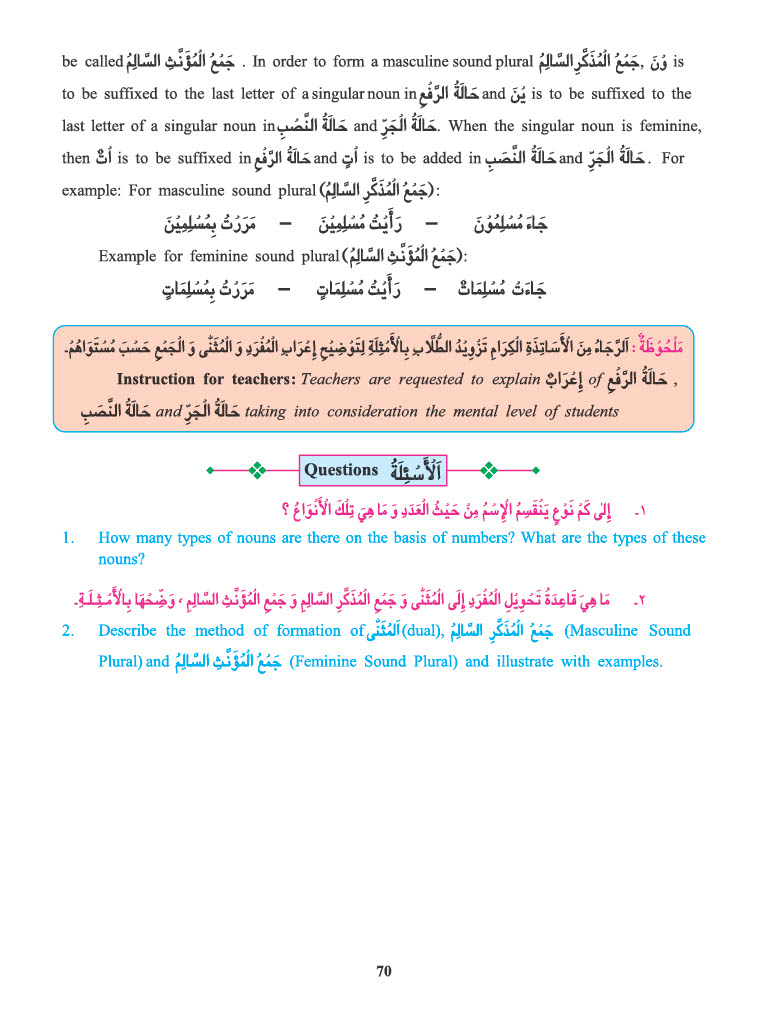 be called جَمْعُ الْمُؤَنَّثِ السَّالِمُ . In order to form a masculine sound plural جَمْعُ الْمُذَكَّرِ السَّالِمُ, وْنَ is
to be suffixed to the last letter of a singular noun in حَالَةُ الرَّفْعِ and يْنَ is to be suffixed to the
last letter of a singular noun in حَالَةُ النَّصَبِ and حَالَةُ الْجَرِّ. When the singular noun is feminine,
then اتٌ is to be suffixed in حَالَةُ الرَّفْعِ and اتٍ is to be added in حَالَةُ النَّصَبِ and حَالَةُ الْجَرِّ . For
example: For masculine sound plural (جَمْعُ الْمُذَكَّرِ السَّالِمُ):
جَاءَ مُسْلِمُوْنَ – رَأَيْتُ مُسْلِمِيْنَ – مَرَرْتُ بِمُسْلِمِيْنَ
Example for feminine sound plural (جَمْعُ الْمُؤَنَّثِ السَّالِمُ):
جَاءَتْ مُسْلِمَاتٌ – رَأَيْتُ مُسْلِمَاتٍ – مَرَرْتُ بِمُسْلِمَاتٍ
مَلْحُوْظَةٌ : اَلرَّجَاءُ مِنَ الْأَسَاتِذَةِ الْكِرَامِ تَزْوِيْدُ الطُّلَّابِ بِالْأَمْثِلَةِ لِتَوْضِيْحِ إِعْرَابِ الْمُفْرَدِ وَ الْمُثَنّٰى وَ الْجَمْعِ حَسْبَ مُسْتَوَاهُمْ۔
Instruction for teachers: Teachers are requested to explain إِعْرَابٌ of حَالَةُ الرَّفْعِ ,
حَالَةُ النَّصَبِ and حَالَةُ الْجَرِّ taking into consideration the mental level of students
Questions اَلْأَسْئِلَةُ
١۔ إِلٰى كَمْ نَوْعٍ يَنْقَسِمُ الْإِسْمُ مِنْ حَيْثُ الْعَدَدِ وَ مَا هِيَ تِلْكَ الْأَنْوَاعُ ؟
1. How many types of nouns are there on the basis of numbers? What are the types of these
nouns?
٢۔ مَا هِيَ قَاعِدَةُ تَحْوِيْلِ الْمُفْرَدِ إِلَى الْمُثَنّٰى وَ جَمْعِ الْمُذَكَّرِ السَّالِمِ وَ جَمْعِ الْمُؤَنَّثِ السَّالِمِ ، وَضِّحْهَا بِالْأَمْثِلَةِ۔
2. Describe the method of formation of اَلْمُثَنّٰى (dual), جَمْعُ الْمُذَكَّرِ السَّالِمُ (Masculine Sound
Plural) and جَمْعُ الْمُؤَنَّثِ السَّالِمُ (Feminine Sound Plural) and illustrate with examples.
70